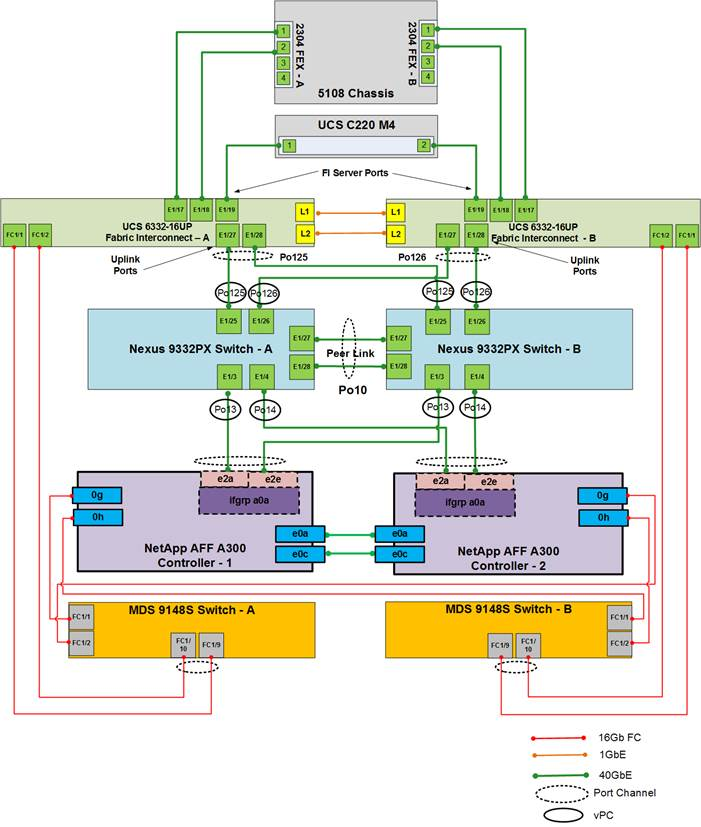 2304 FEX - A
1
2
3
4
2304 FEX - B
1
2
3
4
5108 Chassis
UCS C220 M4
1
2
FI Server Ports
E1/17
E1/18
E1/19
L1
L1
E1/19
E1/18
E1/17
UCS 6332-16UP
Fabric Interconnect – A
UCS 6332-16UP
Fabric Interconnect - B
FC1/1
FC1/2
E1/27
E1/28
L2
L2
E1/27
E1/28
FC1/2
FC1/1
Uplink
Ports
Po125
Po126
Uplink
Ports
Po125
Po126
Po125
Po126
E1/25
E1/26
E1/25
E1/26
Nexus 9332PX Switch - A
E1/27
Peer Link
E1/27
Nexus 9332PX Switch - B
E1/28
E1/28
E1/3
E1/4
Po10
E1/3
E1/4
Po13
Po14
Po13
Po14
e2a
e2e
e2a
e2e
0g
ifgrp a0a
ifgrp a0a
0g
0h
0h
e0a
e0a
e0c
e0c
NetApp AFF A300
Controller - 1
NetApp AFF A300
Controller - 2
MDS 9148S Switch - A
MDS 9148S Switch - B
FC1/1
FC1/2
FC1/
10
FC1/9
FC1/9
FC1/
10
FC1/1
FC1/2
16Gb FC
1GbE
40GbE
Port Channel
vPC